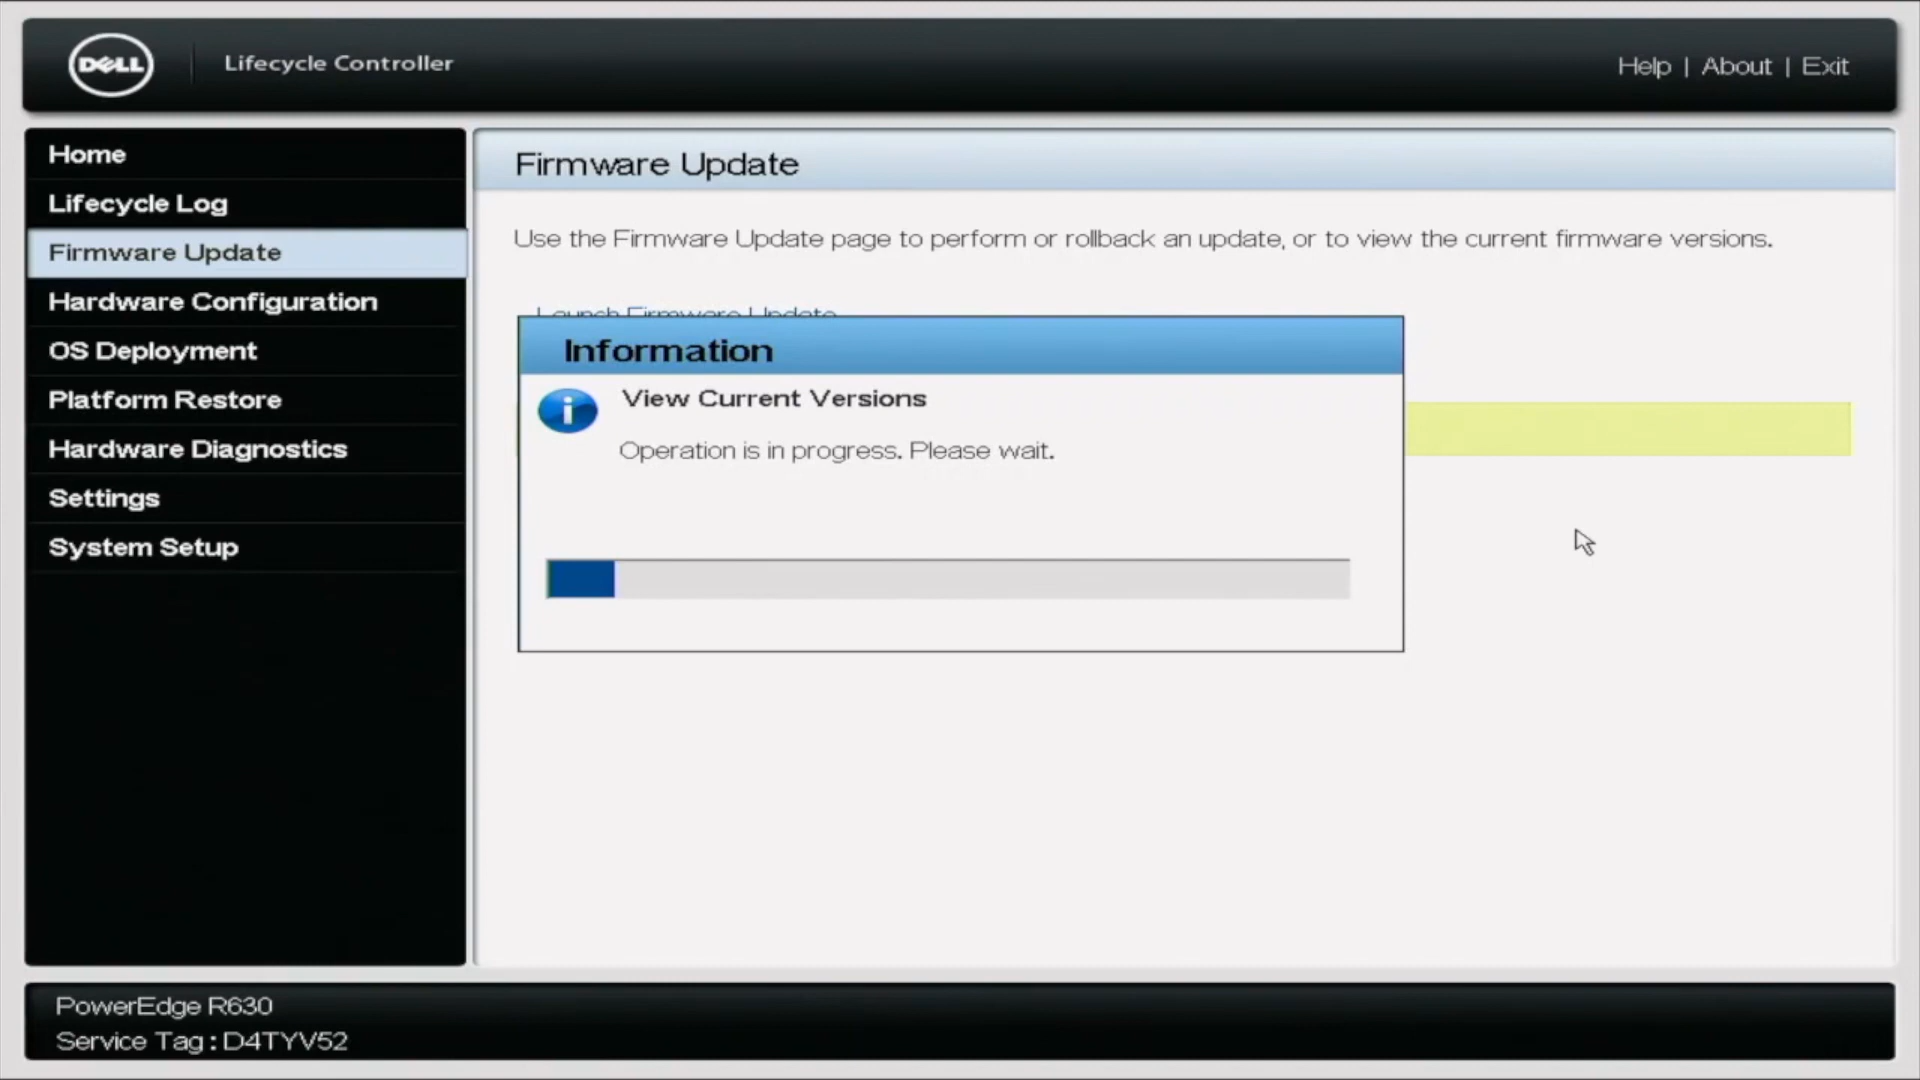 DELL
Lifecycle Controller
Help | About | Exit
Home
Lifecycle Log
Firmware Update
Hardware Configuration
OS Deployment
Platform Restore
Hardware Diagnostics
Settings
System Setup
Firmware Update
Use the Firmware Update page to perform or rollback an update, or to view the current firmware versions.
Launch Firmware Update
Information
View Current Versions
Operation is in progress. Please wait.
PowerEdge R630
Service Tag : D4TYV52